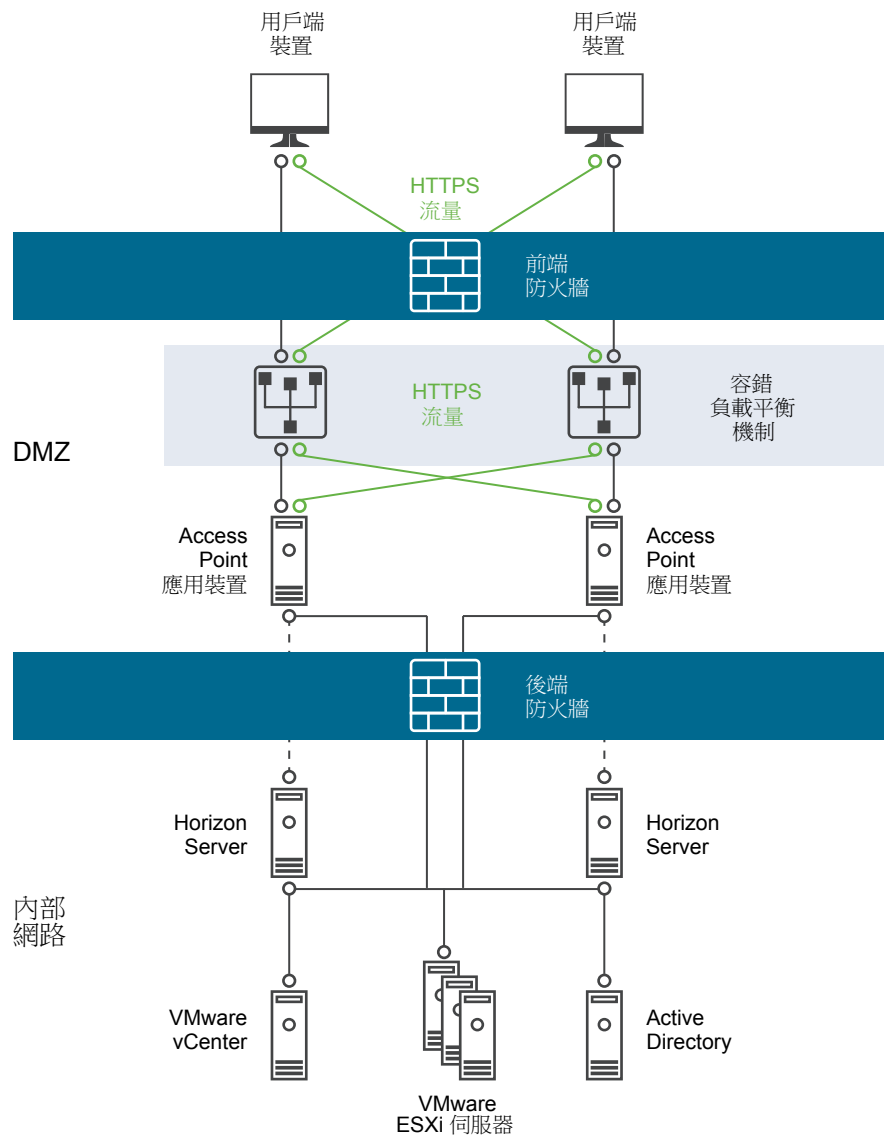 用戶端
裝置
用戶端
裝置
HTTPS
流量
前端
防火牆
HTTPS
流量
容錯
負載平衡
機制
DMZ
Access
Point
應用裝置
Access
Point
應用裝置
後端
防火牆
Horizon
Server
Horizon
Server
內部
網路
VMware
vCenter
Active
Directory
VMware
ESXi 伺服器